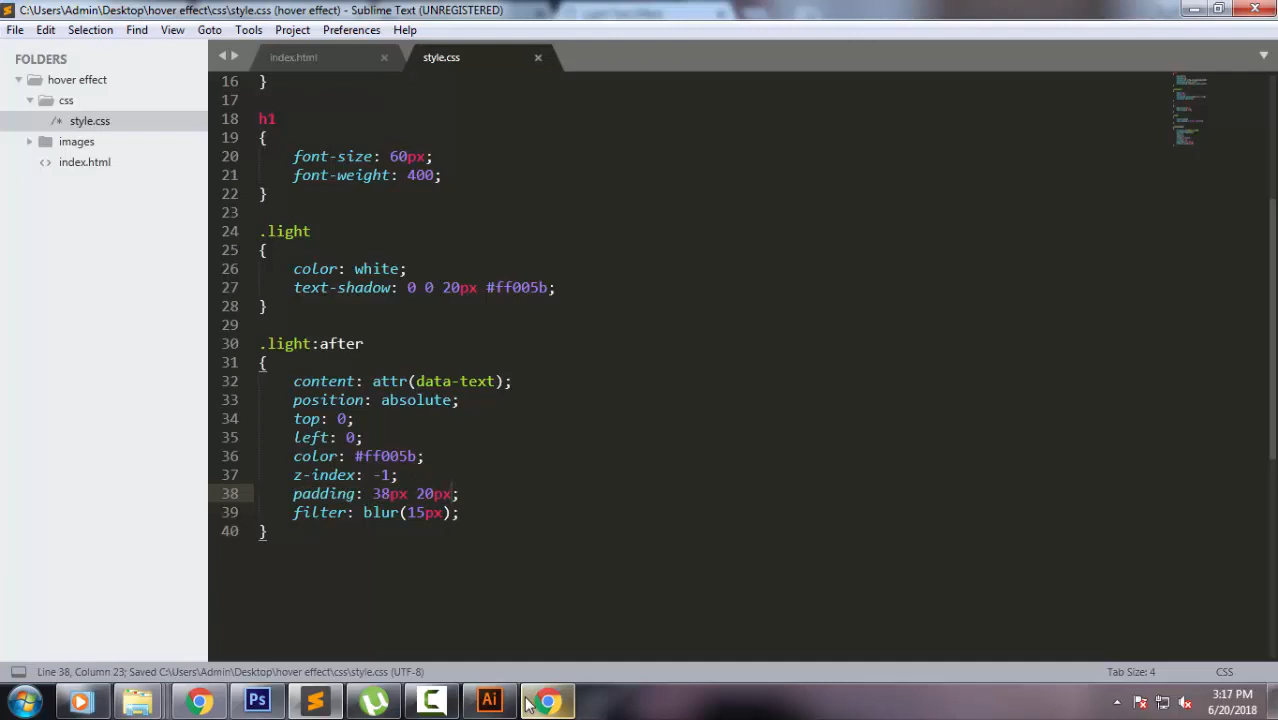 C:\Users\Admin\Desktop\hover effect\css\style.css (hover effect) - Sublime Text (UNREGISTERED)
File Edit Selection Find View Goto Tools Project Preferences Help
FOLDERS
hover effect
css
/* style.css
images
<> index.html
index.html style.css
16 }
17
18 h1
19 {
20 font-size: 60px;
21 font-weight: 400;
22 }
23
24 .light
25 {
26 color: white;
27 text-shadow: 0 0 20px #ff005b;
28 }
29
30 .light:after
31 {
32 content: attr(data-text);
33 position: absolute;
34 top: 0;
35 left: 0;
36 color: #ff005b;
37 z-index: -1;
38 padding: 38px 20px;
39 filter: blur(15px);
40 }
Line 38, Column 23; Saved C:\Users\Admin\Desktop\hover effect\css\style.css (UTF-8) Tab Size: 4 CSS
Ps C Ai
3:17 PM
6/20/2018